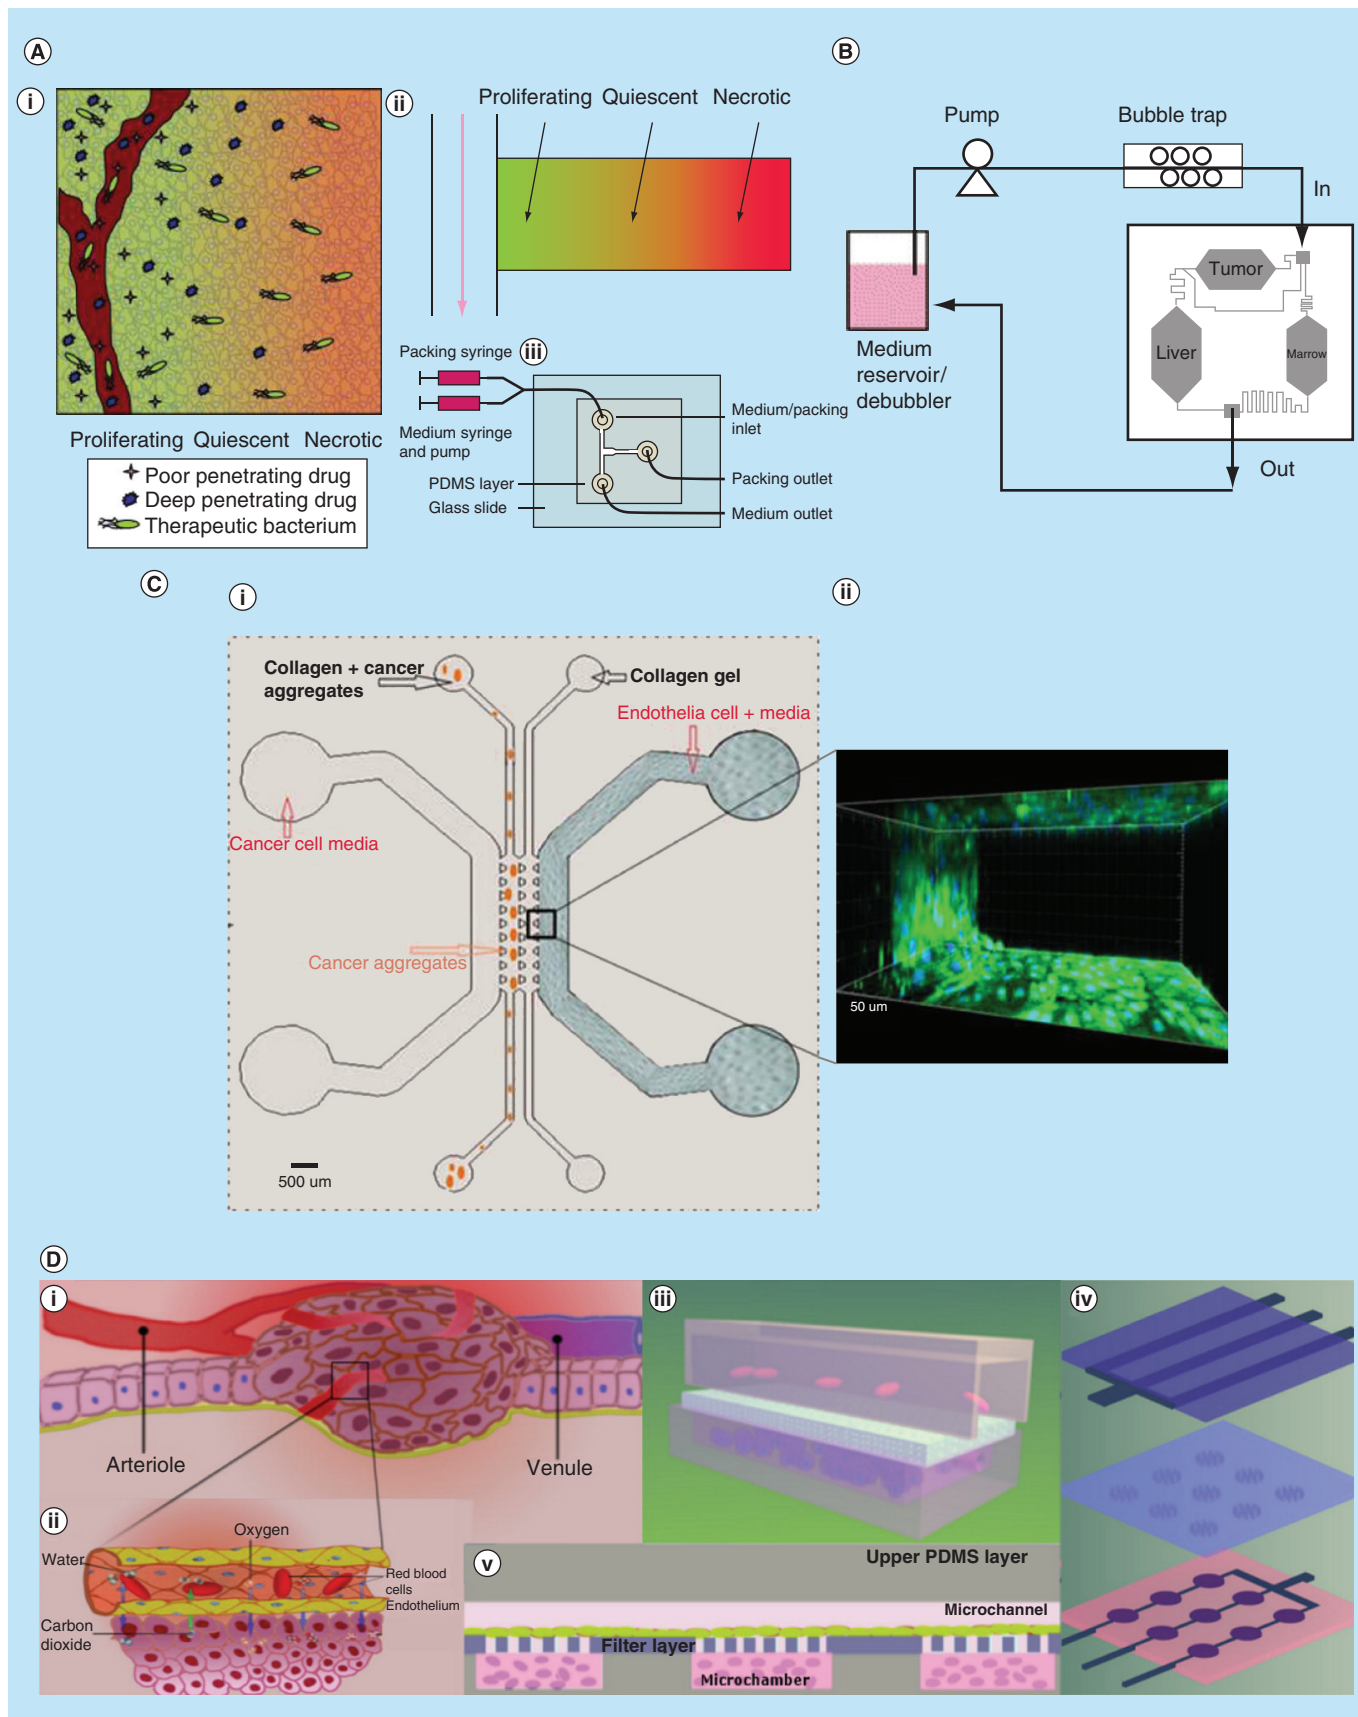 A
i
Proliferating Quiescent Necrotic
Poor penetrating drug
Deep penetrating drug
Therapeutic bacterium
ii
Proliferating Quiescent Necrotic
iii
Packing syringe
Medium syringe
and pump
PDMS layer
Glass slide
Medium/packing
inlet
Packing outlet
Medium outlet
B
Pump
Bubble trap
In
Medium
reservoir/
debubbler
Tumor
Liver
Marrow
Out
C
i
Collagen + cancer
aggregates
Collagen gel
Endothelia cell + media
Cancer cell media
Cancer aggregates
500 um
ii
50 um
D
i
Arteriole
Venule
ii
Oxygen
Water
Red blood
cells
Endothelium
Carbon
dioxide
iii
iv
v
Upper PDMS layer
Microchannel
Filter layer
Microchamber